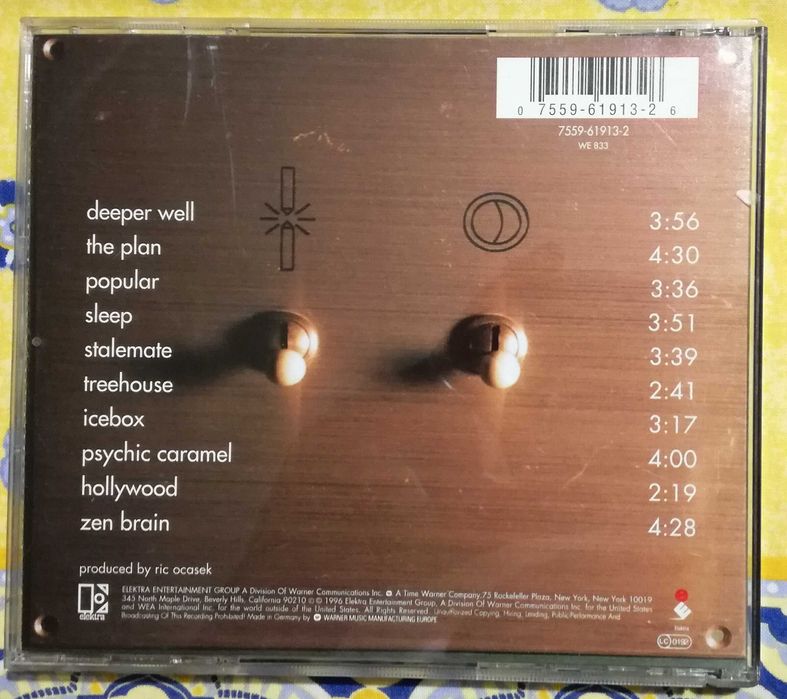 0 7559-61913-2 6
7559-61913-2
WE 833
deeper well 3:56
the plan 4:30
popular 3:36
sleep 3:51
stalemate 3:39
treehouse 2:41
icebox 3:17
psychic caramel 4:00
hollywood 2:19
zen brain 4:28
produced by ric ocasek
elektra
ELEKTRA ENTERTAINMENT GROUP A Division Of Warner Communications Inc. A Time Warner Company.75 Rockefeller Plaza, New York, New York 10019
345 North Maple Drive, Beverly Hills, California 90210 ℗ © 1996 Elektra Entertainment Group, A Division Of Warner Communications Inc. for the United States
and WEA International Inc. for the world outside of the United States. All Rights Reserved. Unauthorized Copying, Hiring, Lending, Public Performance And
Broadcasting Of This Recording Prohibited! Made in Germany by WARNER MUSIC MANUFACTURING EUROPE
Elektra
LC 0192